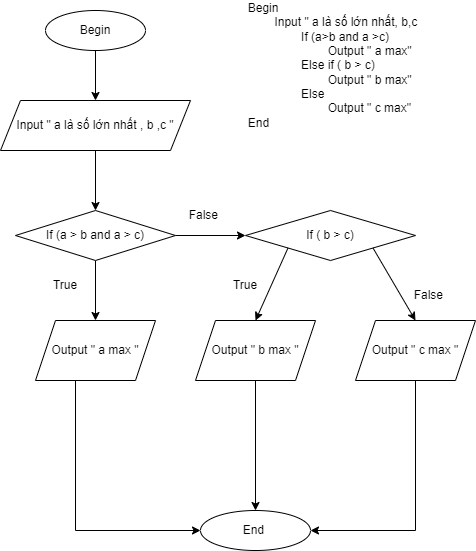 Begin
Input " a là số lớn nhất, b,c
If (a>b and a >c)
Output " a max"
Else if ( b > c)
Output " b max"
Else
Output " c max"
End
Begin
Input " a là số lớn nhất , b ,c "
If (a > b and a > c)
False
If ( b > c)
True
True
False
Output " a max "
Output " b max "
Output " c max "
End